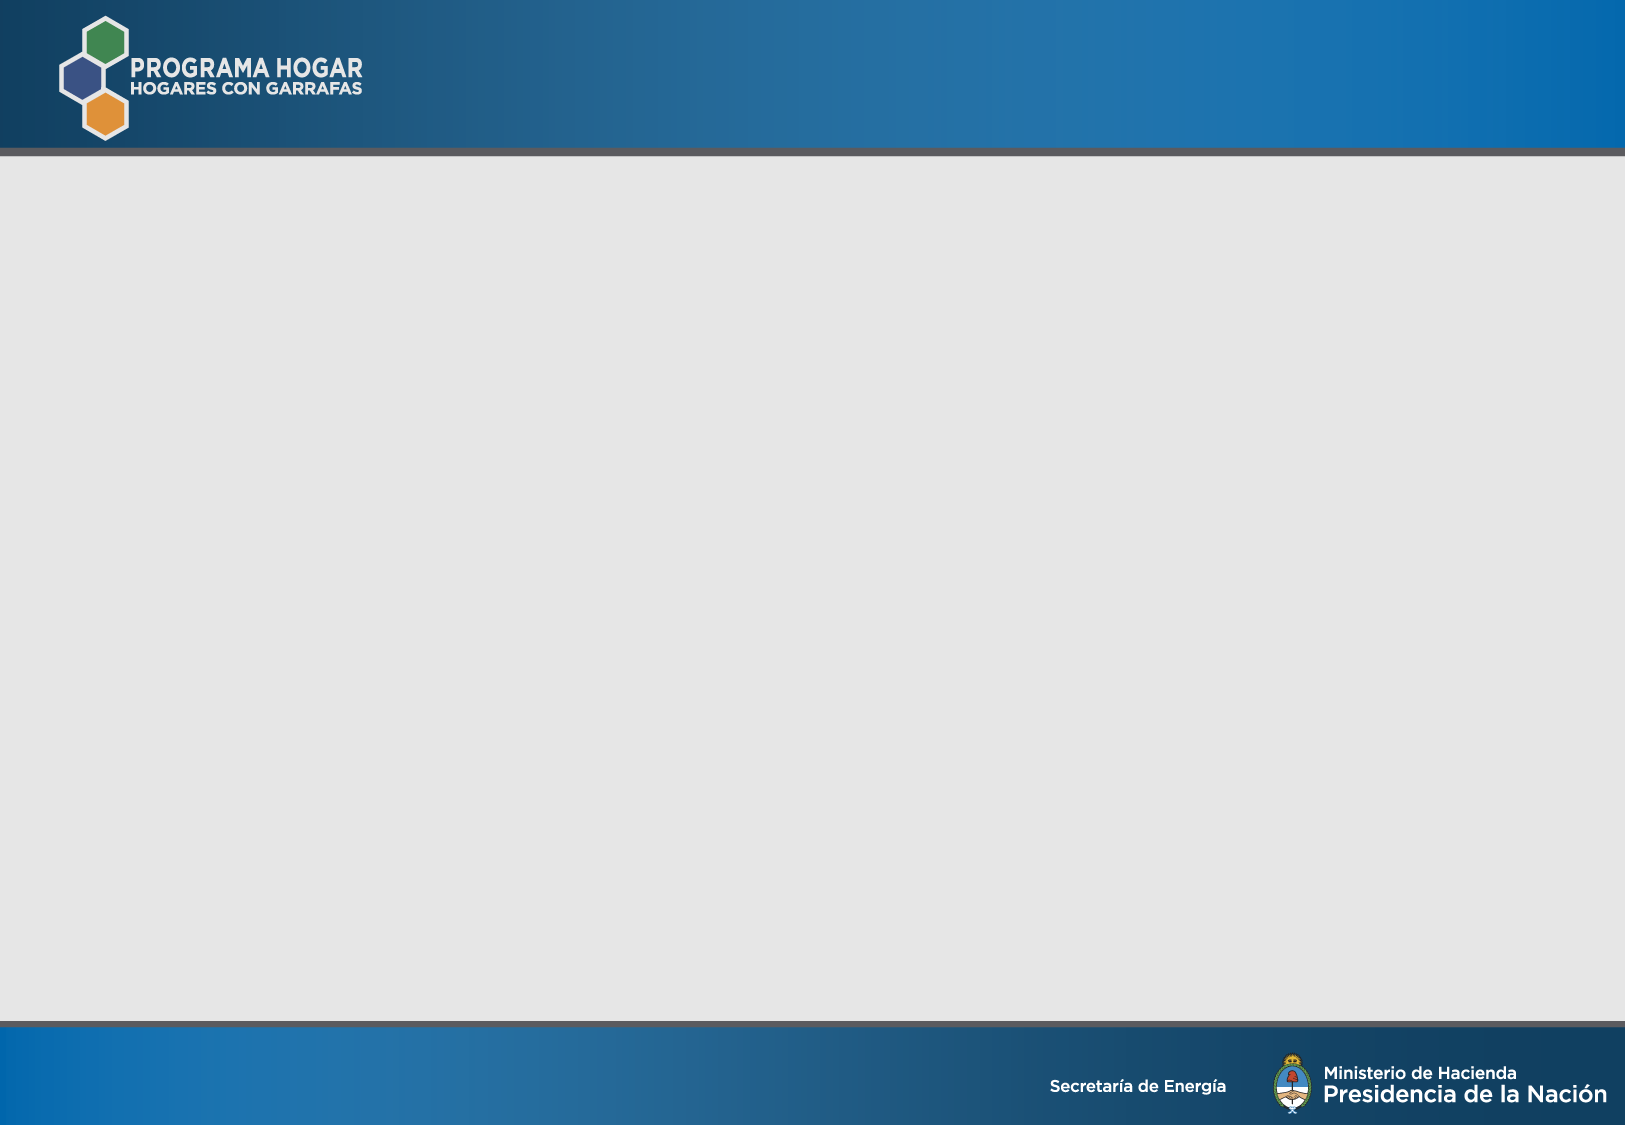 PROGRAMA HOGAR
HOGARES CON GARRAFAS
Secretaría de Energía
Ministerio de Hacienda
Presidencia de la Nación